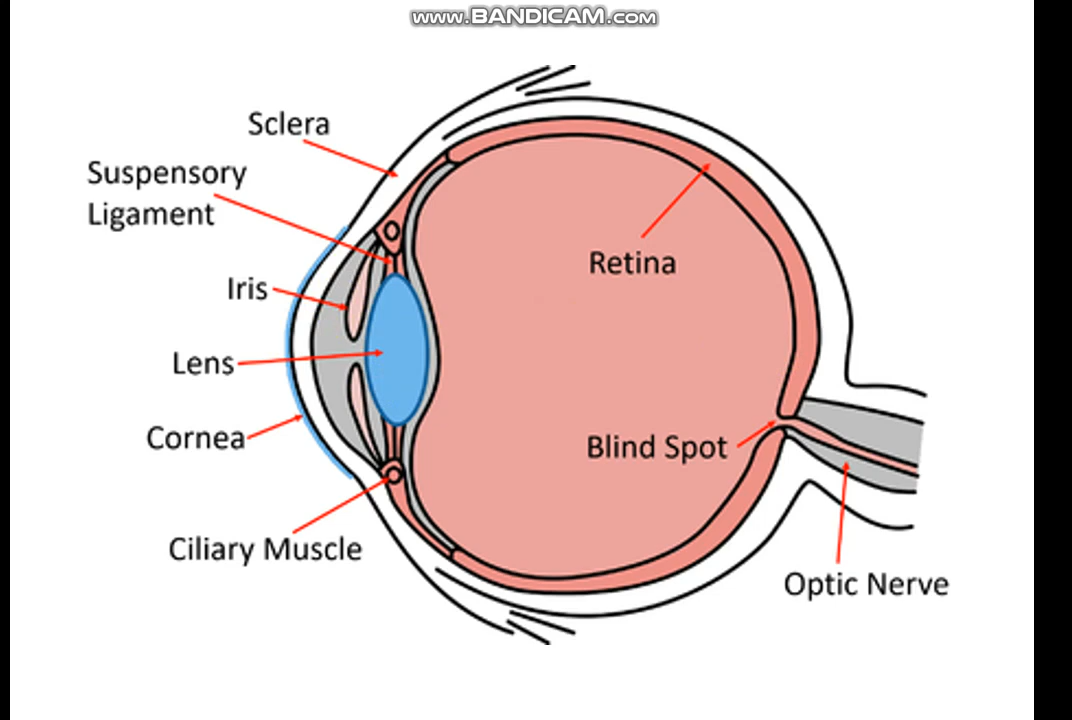 www.BANDICAM.com
Sclera
Suspensory
Ligament
Iris
Retina
Lens
Cornea
Blind Spot
Ciliary Muscle
Optic Nerve